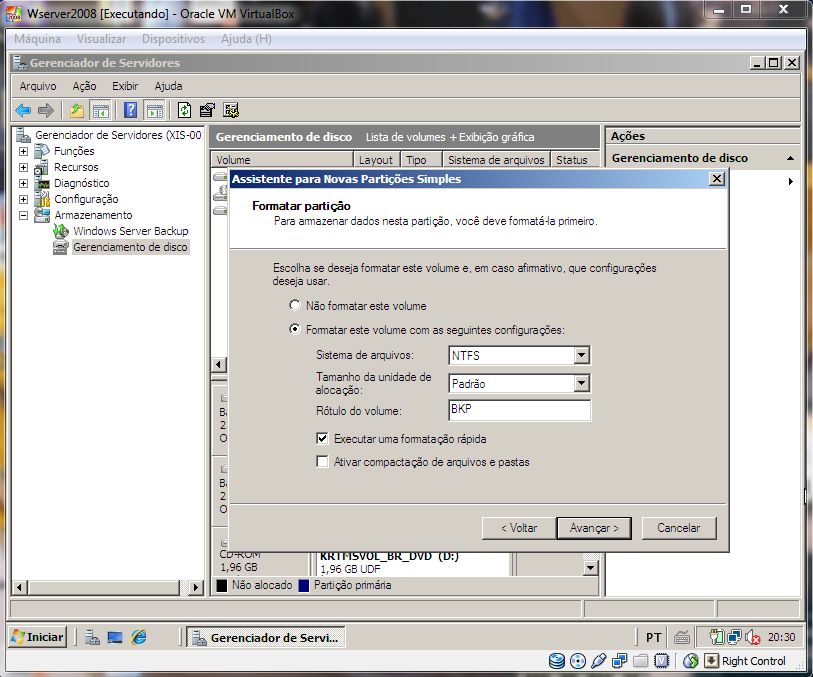 Wserver2008 [Executando] - Oracle VM VirtualBox
Máquina Visualizar Dispositivos Ajuda (H)
Gerenciador de Servidores
Arquivo Ação Exibir Ajuda
Gerenciador de Servidores (XIS-00
Funções
Recursos
Diagnóstico
Configuração
Armazenamento
Windows Server Backup
Gerenciamento de disco
Gerenciamento de disco Lista de volumes + Exibição gráfica
Volume Layout Tipo Sistema de arquivos Status
Ações
Gerenciamento de disco
Assistente para Novas Partições Simples
Formatar partição
Para armazenar dados nesta partição, você deve formatá-la primeiro.
Escolha se deseja formatar este volume e, em caso afirmativo, que configurações
deseja usar.
Não formatar este volume
Formatar este volume com as seguintes configurações:
Sistema de arquivos: NTFS
Tamanho da unidade de
alocação: Padrão
Rótulo do volume: BKP
Executar uma formatação rápida
Ativar compactação de arquivos e pastas
< Voltar Avançar > Cancelar
Ba
2
O
B
2
O
CD-ROM
1,96 GB
KRTMSVOL_BR_DVD (D:)
1,96 GB UDF
Não alocado Partição primária
Iniciar Gerenciador de Servi... PT 20:30
Right Control